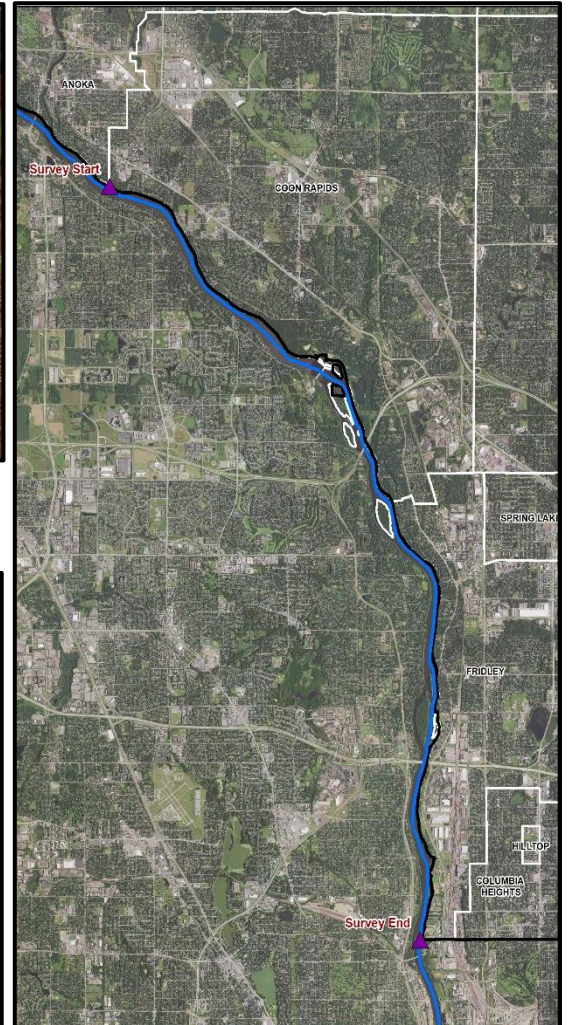 ANOKA
Survey Start
COON RAPIDS
SPRING LAKE
FRIDLEY
HILLTOP
COLUMBIA
HEIGHTS
Survey End